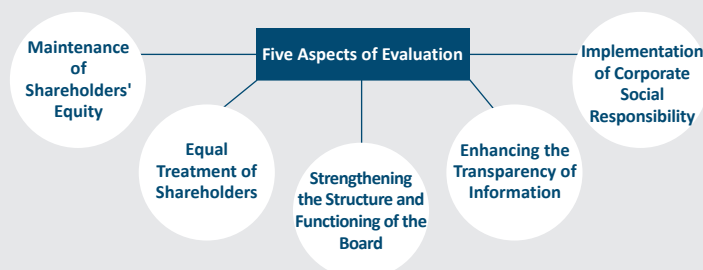 Five Aspects of Evaluation
Maintenance
of
Shareholders'
Equity
Equal
Treatment of
Shareholders
Strengthening
the Structure and
Functioning of the
Board
Enhancing the
Transparency of
Information
Implementation
of Corporate
Social
Responsibility